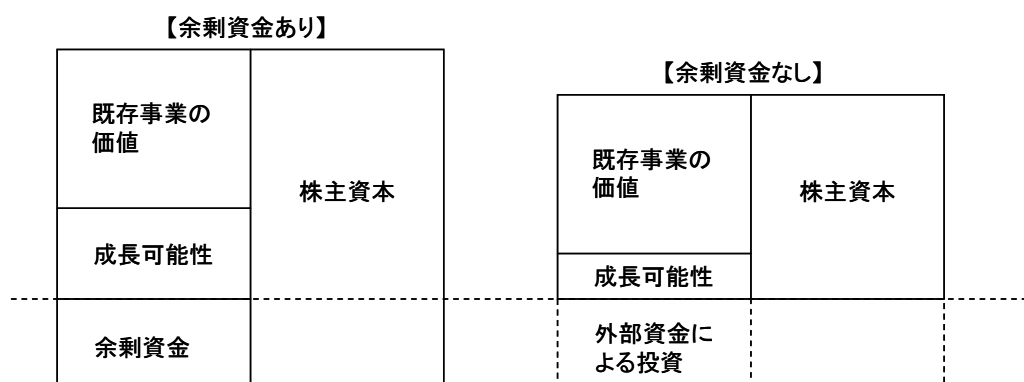 【余剰資金あり】
既存事業の
価値
株主資本
成長可能性
余剰資金
【余剰資金なし】
既存事業の
価値
株主資本
成長可能性
外部資金に
よる投資